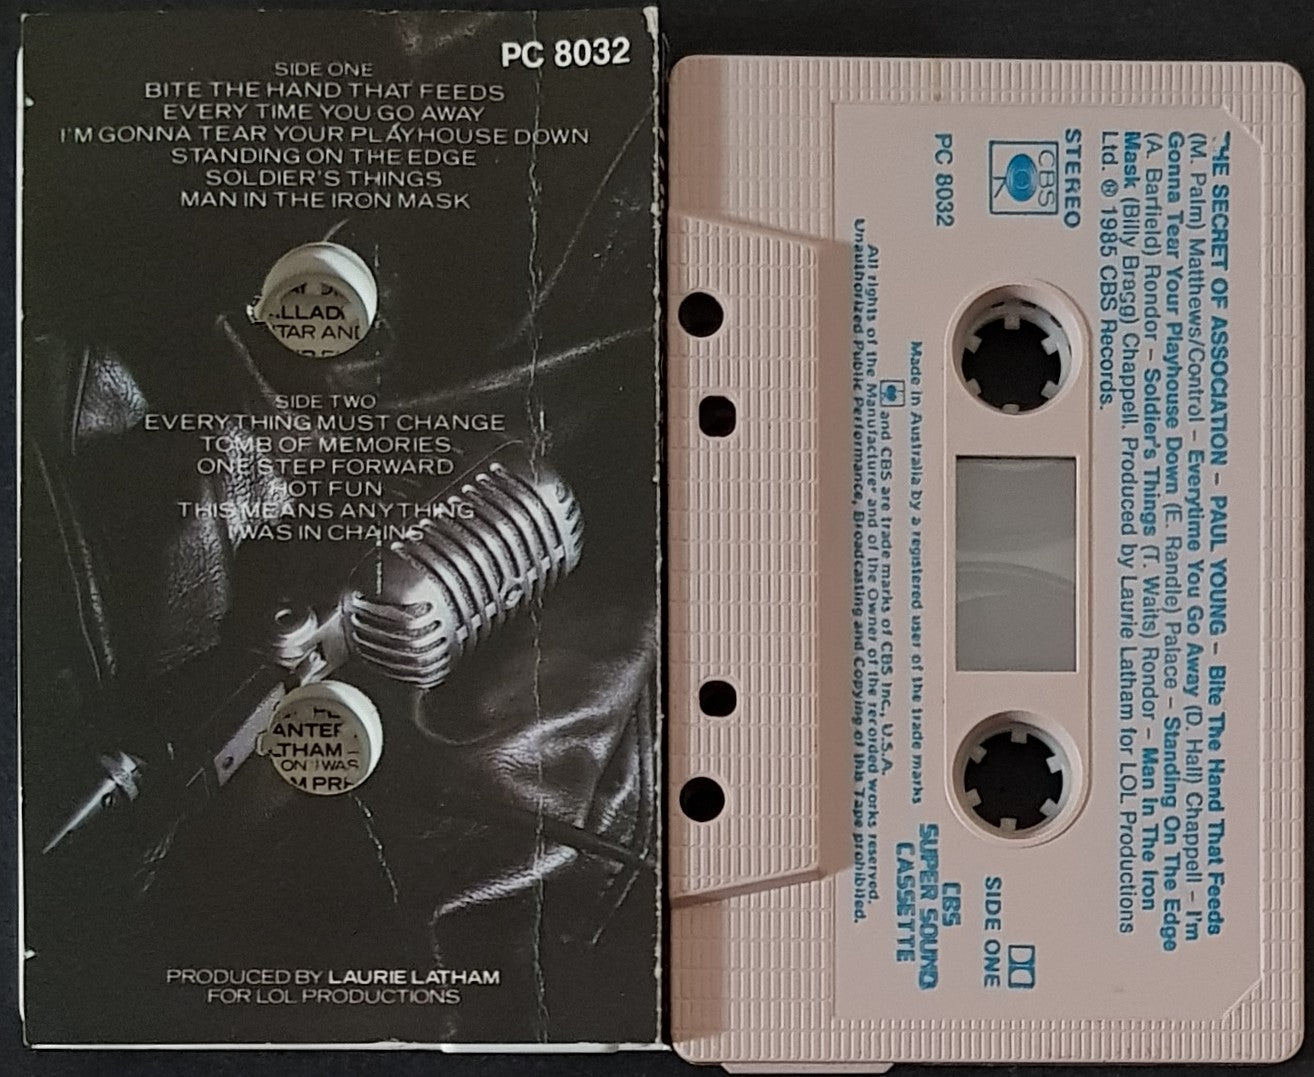 PC 8032
SIDE ONE
BITE THE HAND THAT FEEDS
EVERY TIME YOU GO AWAY
I'M GONNA TEAR YOUR PLAYHOUSE DOWN
STANDING ON THE EDGE
SOLDIER'S THINGS
MAN IN THE IRON MASK
LLAD
TAR AND
SIDE TWO
EVERYTHING MUST CHANGE
TOMB OF MEMORIES
ONE STEP FORWARD
HOT FUN
THIS MEANS ANYTHING
I WAS IN CHAINS
ANTER
THAM –
ON 'I WAS
M PR
PRODUCED BY LAURIE LATHAM
FOR LOL PRODUCTIONS
THE SECRET OF ASSOCIATION – PAUL YOUNG – Bite The Hand That Feeds
(M. Palm) Matthews/Control – Everytime You Go Away (D. Hall) Chappell – I'm
Gonna Tear Your Playhouse Down (E. Randle) Palace – Standing On The Edge
(A. Barfield) Rondor – Soldier's Things (T. Waits) Rondor – Man In The Iron
Mask (Billy Bragg) Chappell. Produced by Laurie Latham for LOL Productions
Ltd. ℗ 1985 CBS Records.
STEREO
CBS
PC 8032
SIDE ONE
CBS
SUPER SOUND
CASSETTE
Made in Australia by a registered user of the trade marks
and CBS are trade marks of CBS Inc., U.S.A.
All rights of the Manufacturer and of the Owner of the recorded works reserved.
Unauthorized Public Performance, Broadcasting and Copying of this Tape prohibited.